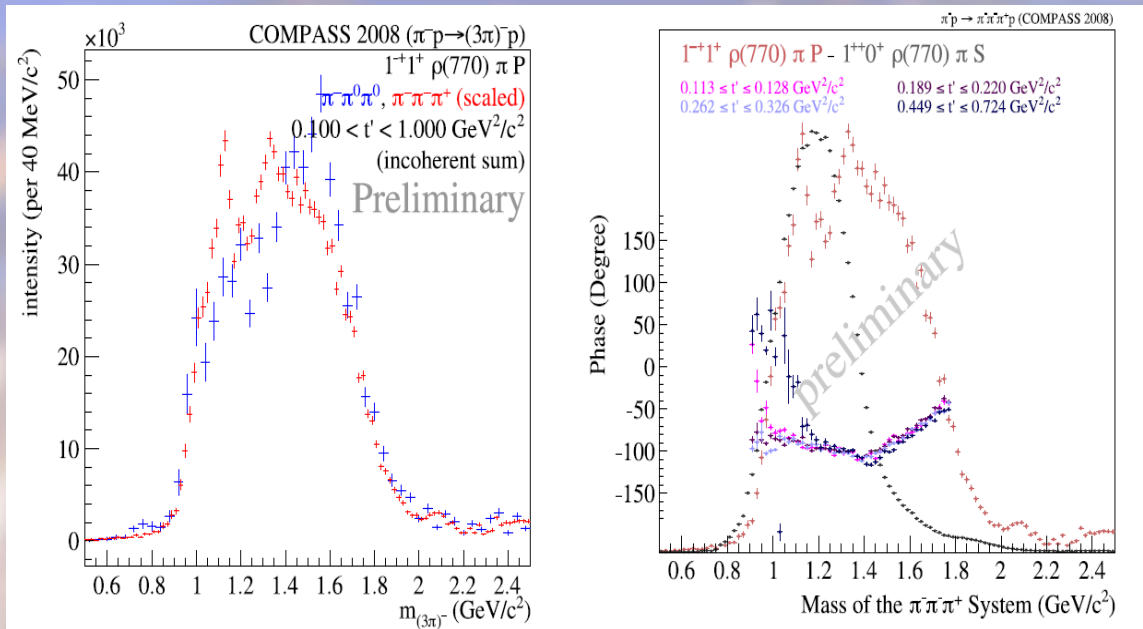 COMPASS 2008 (π⁻p→(3π)⁻p)
1⁻⁺1⁺ ρ(770) π P
π⁻π⁰π⁰, π⁻π⁻π⁺ (scaled)
0.100 < t' < 1.000 GeV²/c²
(incoherent sum)
Preliminary
×10³
intensity (per 40 MeV/c²)
50
40
30
20
10
0
0.6 0.8 1 1.2 1.4 1.6 1.8 2 2.2 2.4
m(3π)⁻ (GeV/c²)
π⁻p → π⁻π⁻π⁺p (COMPASS 2008)
1⁻⁺1⁺ ρ(770) π P - 1⁺⁺0⁺ ρ(770) π S
0.113 ≤ t' ≤ 0.128 GeV²/c² 0.189 ≤ t' ≤ 0.220 GeV²/c²
0.262 ≤ t' ≤ 0.326 GeV²/c² 0.449 ≤ t' ≤ 0.724 GeV²/c²
preliminary
Phase (Degree)
150
100
50
0
-50
-100
-150
0.6 0.8 1 1.2 1.4 1.6 1.8 2 2.2 2.4
Mass of the π⁻π⁻π⁺ System (GeV/c²)